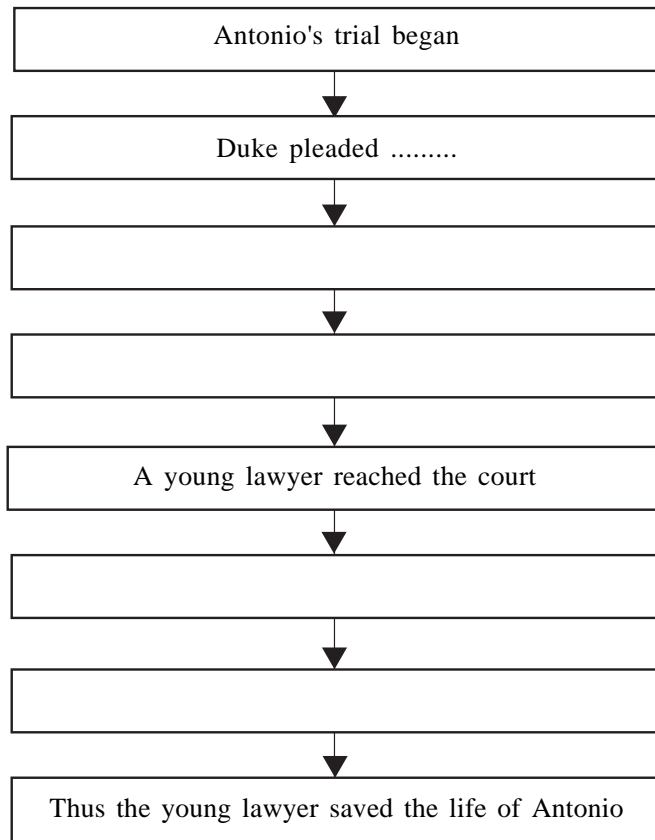 Antonio's trial began
Duke pleaded .........
A young lawyer reached the court
Thus the young lawyer saved the life of Antonio